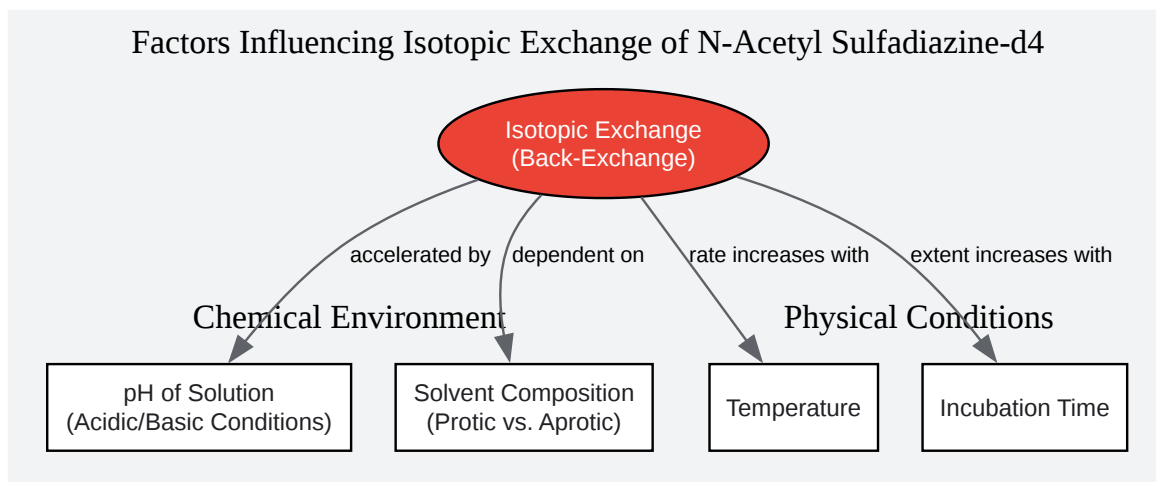 Factors Influencing Isotopic Exchange of N-Acetyl Sulfadiazine-d4
Isotopic Exchange
(Back-Exchange)
accelerated by
dependent on
rate increases with
extent increases with
Chemical Environment
Physical Conditions
pH of Solution
(Acidic/Basic Conditions)
Solvent Composition
(Protic vs. Aprotic)
Temperature
Incubation Time